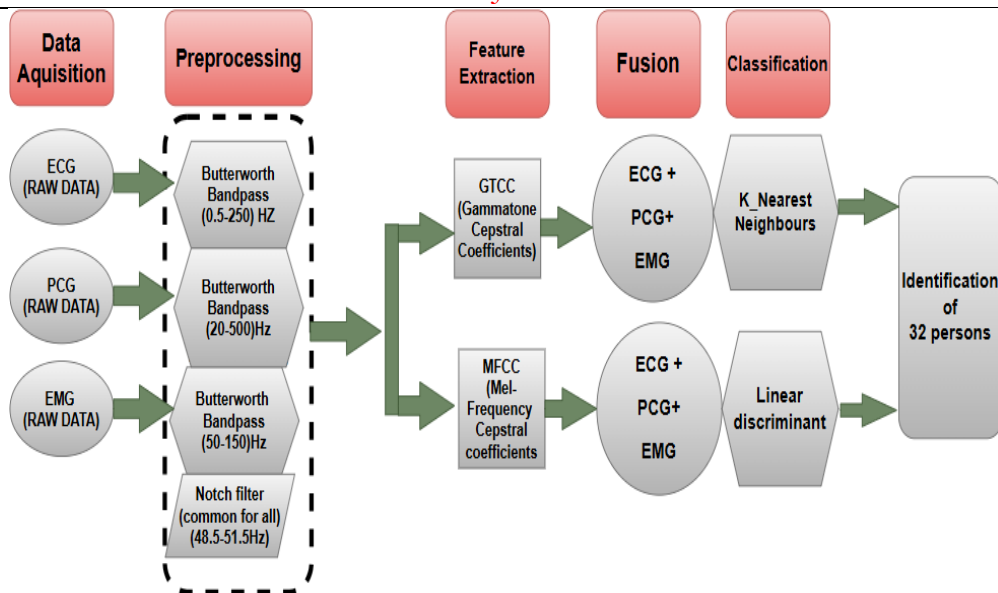 Data
Aquisition
Preprocessing
Feature
Extraction
Fusion
Classification
ECG
(RAW DATA)
PCG
(RAW DATA)
EMG
(RAW DATA)
Butterworth
Bandpass
(0.5-250) HZ
Butterworth
Bandpass
(20-500)Hz
Butterworth
Bandpass
(50-150)Hz
Notch filter
(common for all)
(48.5-51.5Hz)
GTCC
(Gammatone
Cepstral
Coefficients)
MFCC
(Mel-
Frequency
Cepstral
coefficients
ECG +
PCG+
EMG
ECG +
PCG+
EMG
K_Nearest
Neighbours
Linear
discriminant
Identification
of
32 persons